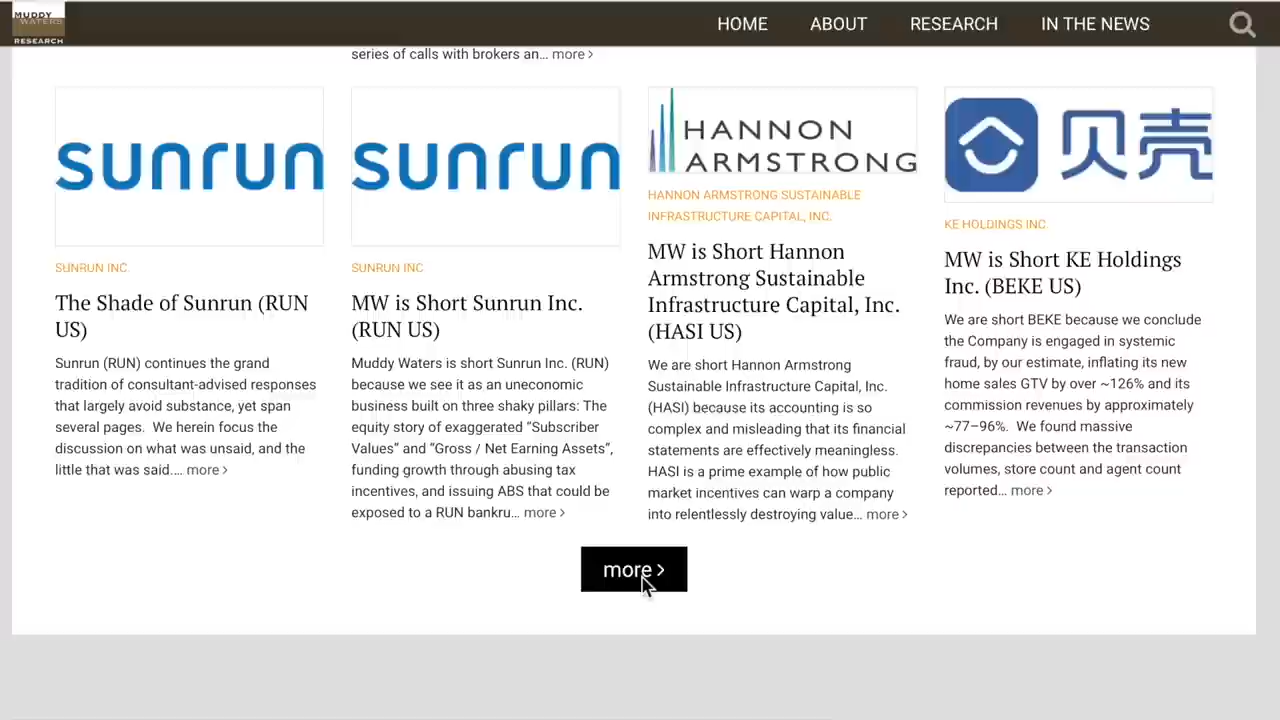 MUDDY
WATERS
RESEARCH
HOME
ABOUT
RESEARCH
IN THE NEWS
series of calls with brokers an… more ›
sunrun
SUNRUN INC.
The Shade of Sunrun (RUN
US)
Sunrun (RUN) continues the grand
tradition of consultant-advised responses
that largely avoid substance, yet span
several pages.  We herein focus the
discussion on what was unsaid, and the
little that was said.… more ›
sunrun
SUNRUN INC
MW is Short Sunrun Inc.
(RUN US)
Muddy Waters is short Sunrun Inc. (RUN)
because we see it as an uneconomic
business built on three shaky pillars: The
equity story of exaggerated “Subscriber
Values” and “Gross / Net Earning Assets“,
funding growth through abusing tax
incentives, and issuing ABS that could be
exposed to a RUN bankru… more ›
HANNON
ARMSTRONG
HANNON ARMSTRONG SUSTAINABLE
INFRASTRUCTURE CAPITAL, INC.
MW is Short Hannon
Armstrong Sustainable
Infrastructure Capital, Inc.
(HASI US)
We are short Hannon Armstrong
Sustainable Infrastructure Capital, Inc.
(HASI) because its accounting is so
complex and misleading that its financial
statements are effectively meaningless.
HASI is a prime example of how public
market incentives can warp a company
into relentlessly destroying value… more ›
贝壳
KE HOLDINGS INC.
MW is Short KE Holdings
Inc. (BEKE US)
We are short BEKE because we conclude
the Company is engaged in systemic
fraud, by our estimate, inflating its new
home sales GTV by over ~126% and its
commission revenues by approximately
~77–96%.  We found massive
discrepancies between the transaction
volumes, store count and agent count
reported… more ›
more ›